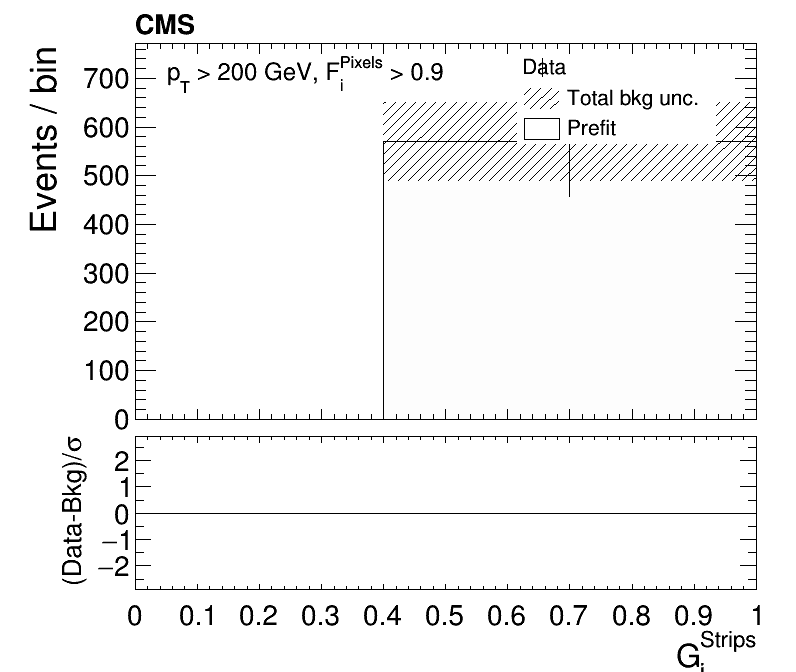 CMS
p_T > 200 GeV, F_i^Pixels > 0.9
Data
Total bkg unc.
Prefit
Events / bin
700
600
500
400
300
200
100
0
(Data-Bkg)/σ
2
1
0
−1
−2
0 0.1 0.2 0.3 0.4 0.5 0.6 0.7 0.8 0.9 1
G_i^Strips